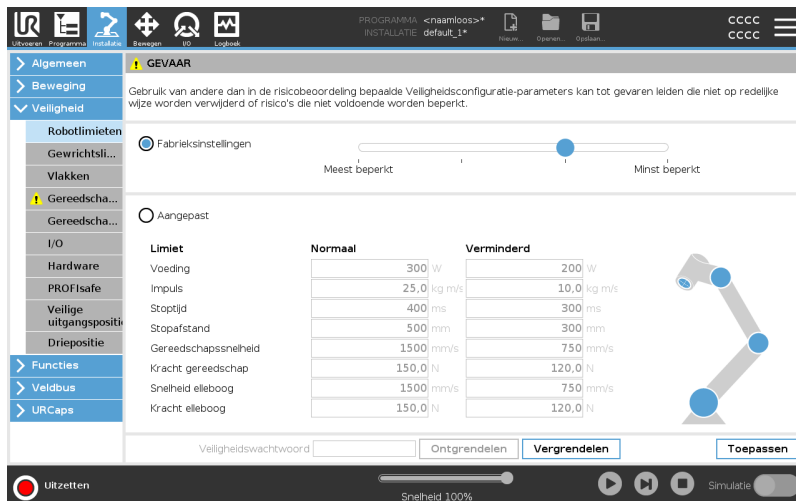 PROGRAMMA <naamloos>*
INSTALLATIE default_1*
Uitvoeren Programma Installatie Bewegen I/O Logboek
Nieuw... Openen... Opslaan...
cccc
cccc
Algemeen
Beweging
Veiligheid
Robotlimieten
Gewrichtsli...
Vlakken
Gereedscha...
Gereedscha...
I/O
Hardware
PROFIsafe
Veilige
uitgangspositi
Driepositie
Functies
Veldbus
URCaps
GEVAAR
Gebruik van andere dan in de risicobeoordeling bepaalde Veiligheidsconfiguratie-parameters kan tot gevaren leiden die niet op redelijke
wijze worden verwijderd of risico's die niet voldoende worden beperkt.
Fabrieksinstellingen
Meest beperkt Minst beperkt
Aangepast
Limiet Normaal Verminderd
Voeding 300 W 200 W
Impuls 25,0 kg m/s 10,0 kg m/s
Stoptijd 400 ms 300 ms
Stopafstand 500 mm 300 mm
Gereedschapssnelheid 1500 mm/s 750 mm/s
Kracht gereedschap 150,0 N 120,0 N
Snelheid elleboog 1500 mm/s 750 mm/s
Kracht elleboog 150,0 N 120,0 N
Veiligheidswachtwoord Ontgrendelen Vergrendelen Toepassen
Uitzetten
Snelheid 100%
Simulatie